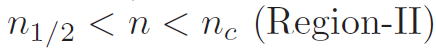 n_{1/2} < n < n_c (Region-II)